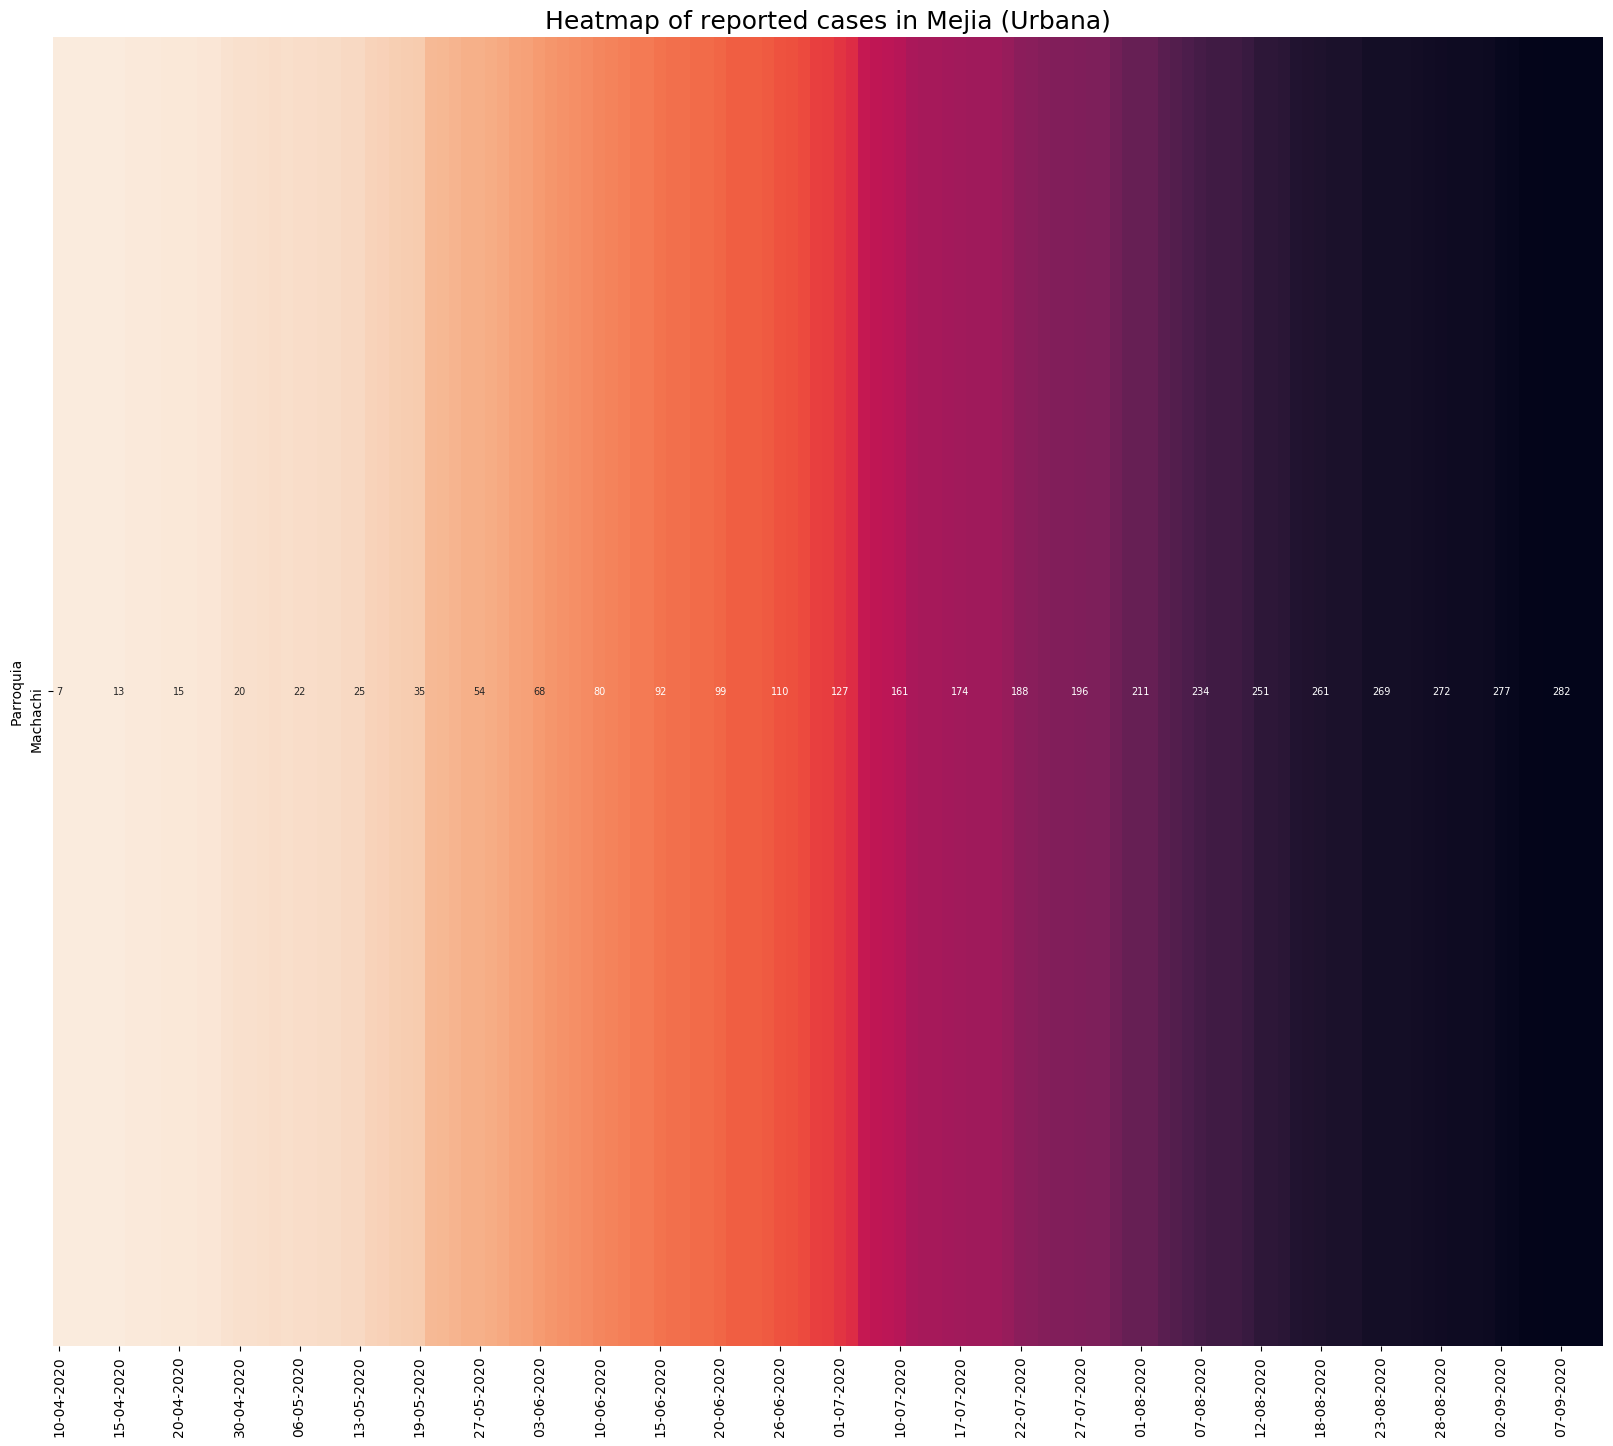 Heatmap of reported cases in Mejia (Urbana)
Parroquia
Machachi
7 13 15 20 22 25 35 54 68 80 92 99 110 127 161 174 188 196 211 234 251 261 269 272 277 282
10-04-2020 15-04-2020 20-04-2020 30-04-2020 06-05-2020 13-05-2020 19-05-2020 27-05-2020 03-06-2020 10-06-2020 15-06-2020 20-06-2020 26-06-2020 01-07-2020 10-07-2020 17-07-2020 22-07-2020 27-07-2020 01-08-2020 07-08-2020 12-08-2020 18-08-2020 23-08-2020 28-08-2020 02-09-2020 07-09-2020